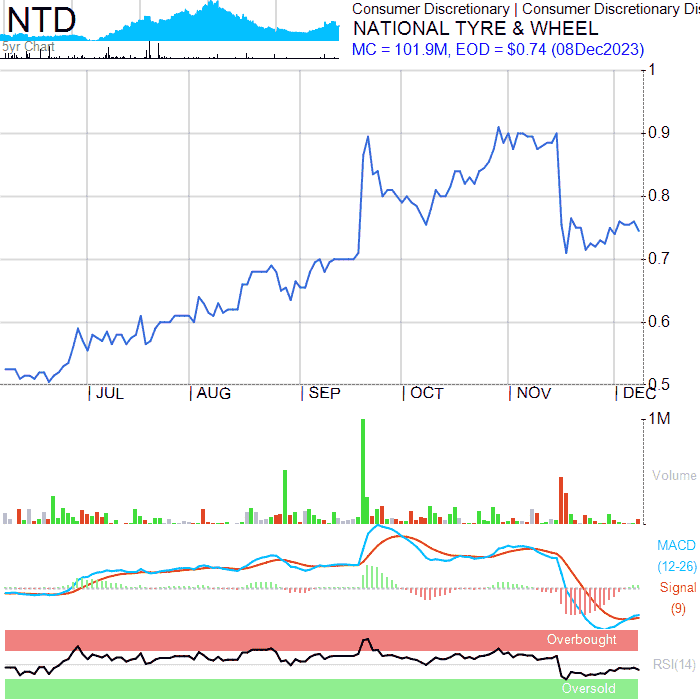 NTD
Consumer Discretionary | Consumer Discretionary Dis
NATIONAL TYRE & WHEEL
5yr Chart
MC = 101.9M, EOD = $0.74 (08Dec2023)
1
0.9
0.8
0.7
0.6
0.5
JUL AUG SEP OCT NOV DEC
1M
Volume
MACD
(12-26)
Signal
(9)
Overbought
RSI(14)
Oversold